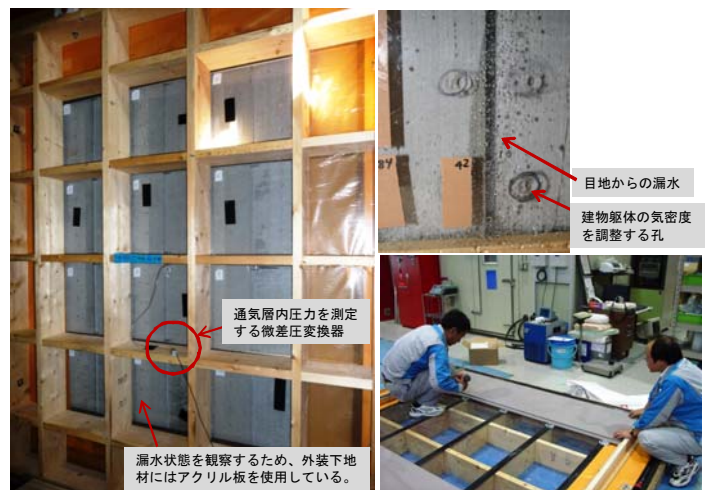 通気層内圧力を測定
する微差圧変換器
漏水状態を観察するため、外装下地
材にはアクリル板を使用している。
84
42
目地からの漏水
建物躯体の気密度
を調整する孔